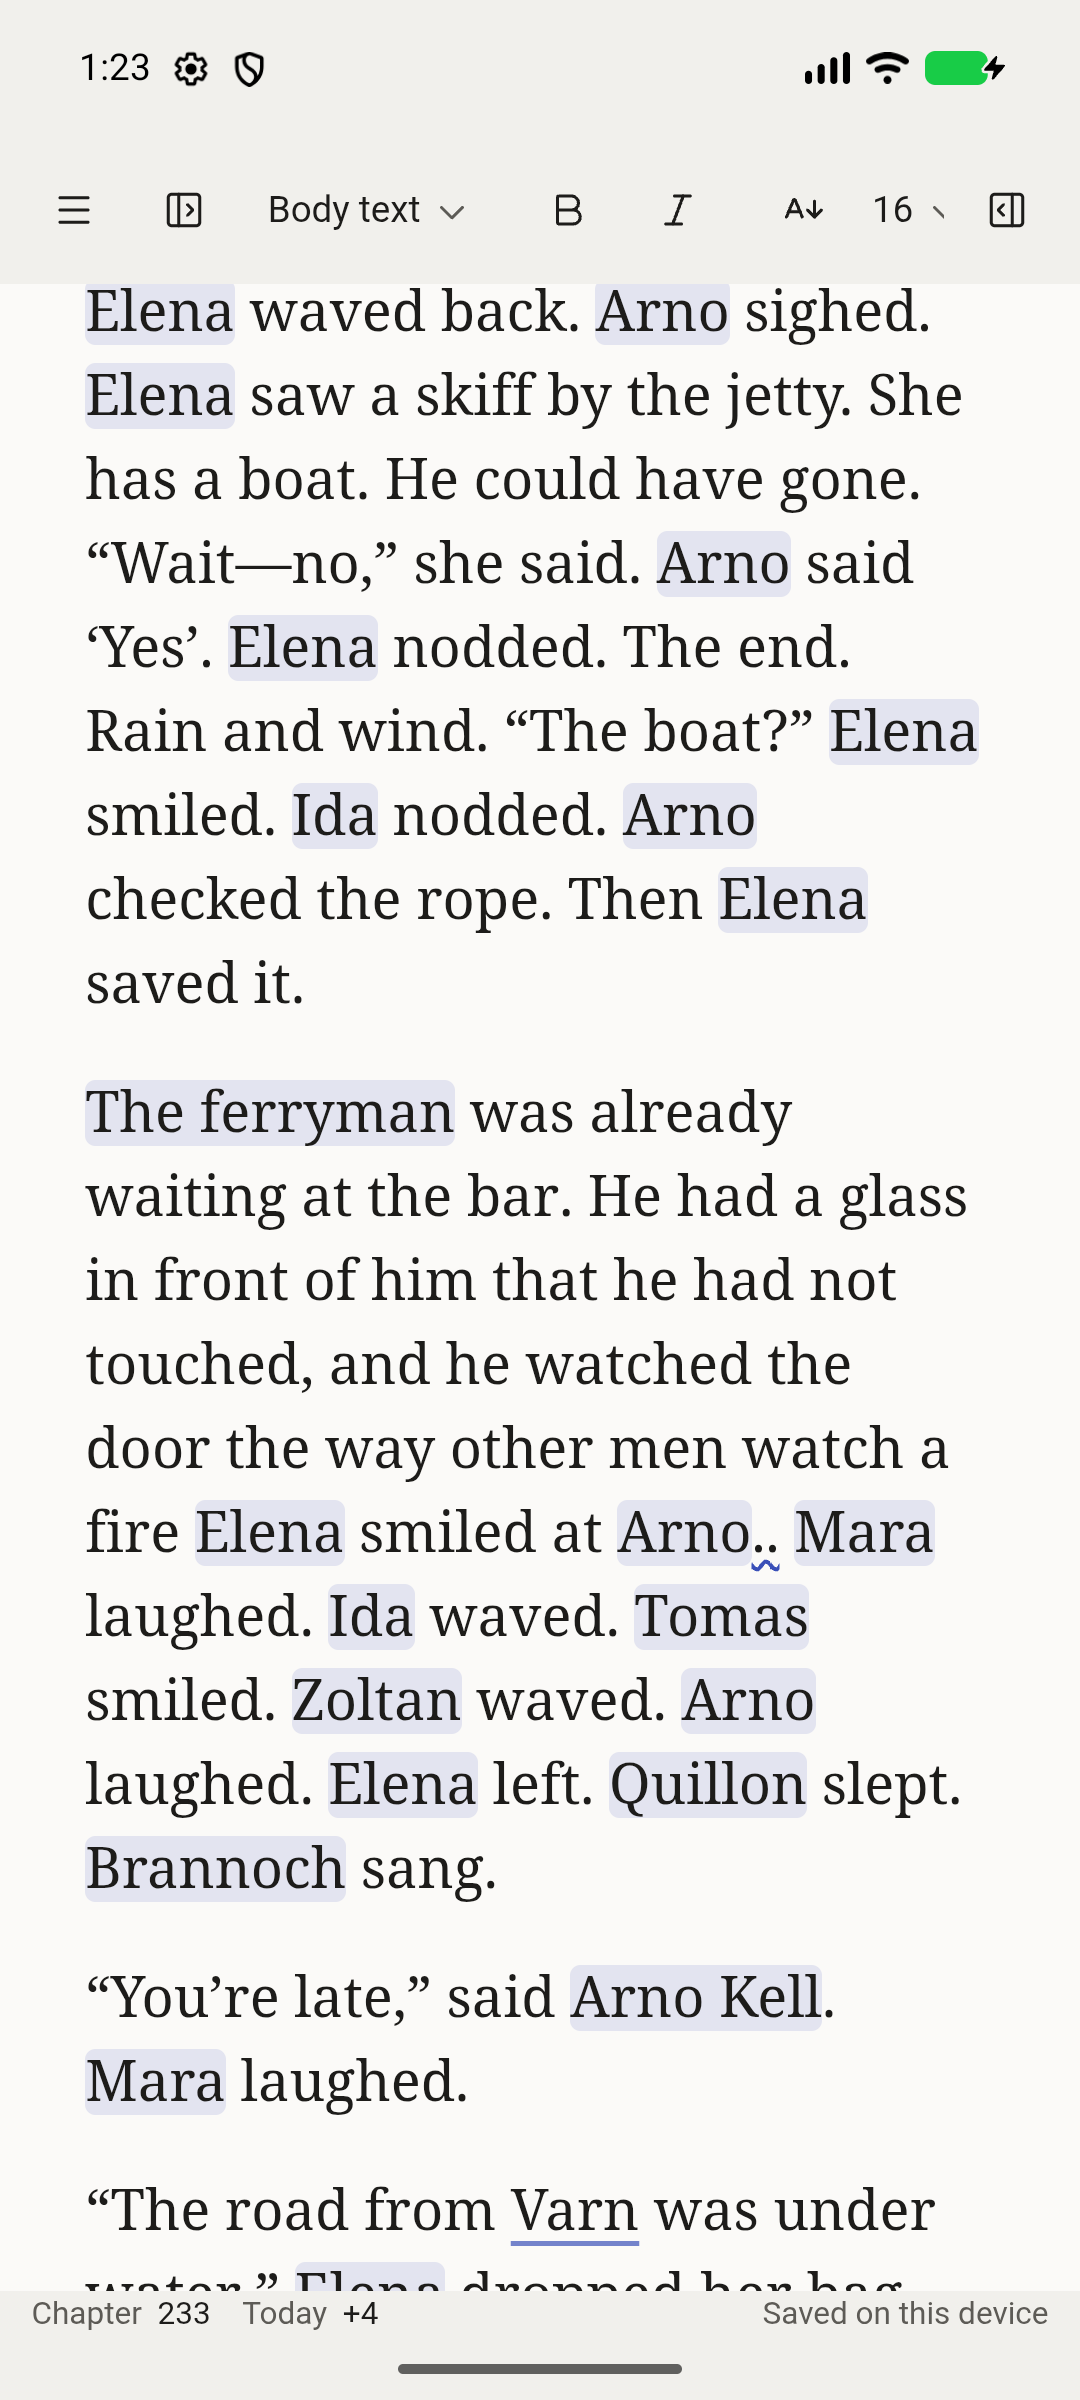 1:23
Body text B I A 16
Elena waved back. Arno sighed.
Elena saw a skiff by the jetty. She
has a boat. He could have gone.
“Wait—no,” she said. Arno said
‘Yes’. Elena nodded. The end.
Rain and wind. “The boat?” Elena
smiled. Ida nodded. Arno
checked the rope. Then Elena
saved it.
The ferryman was already
waiting at the bar. He had a glass
in front of him that he had not
touched, and he watched the
door the way other men watch a
fire Elena smiled at Arno.. Mara
laughed. Ida waved. Tomas
smiled. Zoltan waved. Arno
laughed. Elena left. Quillon slept.
Brannoch sang.
“You’re late,” said Arno Kell.
Mara laughed.
“The road from Varn was under
water.” Elena dropped her bag
Chapter 233 Today +4 Saved on this device